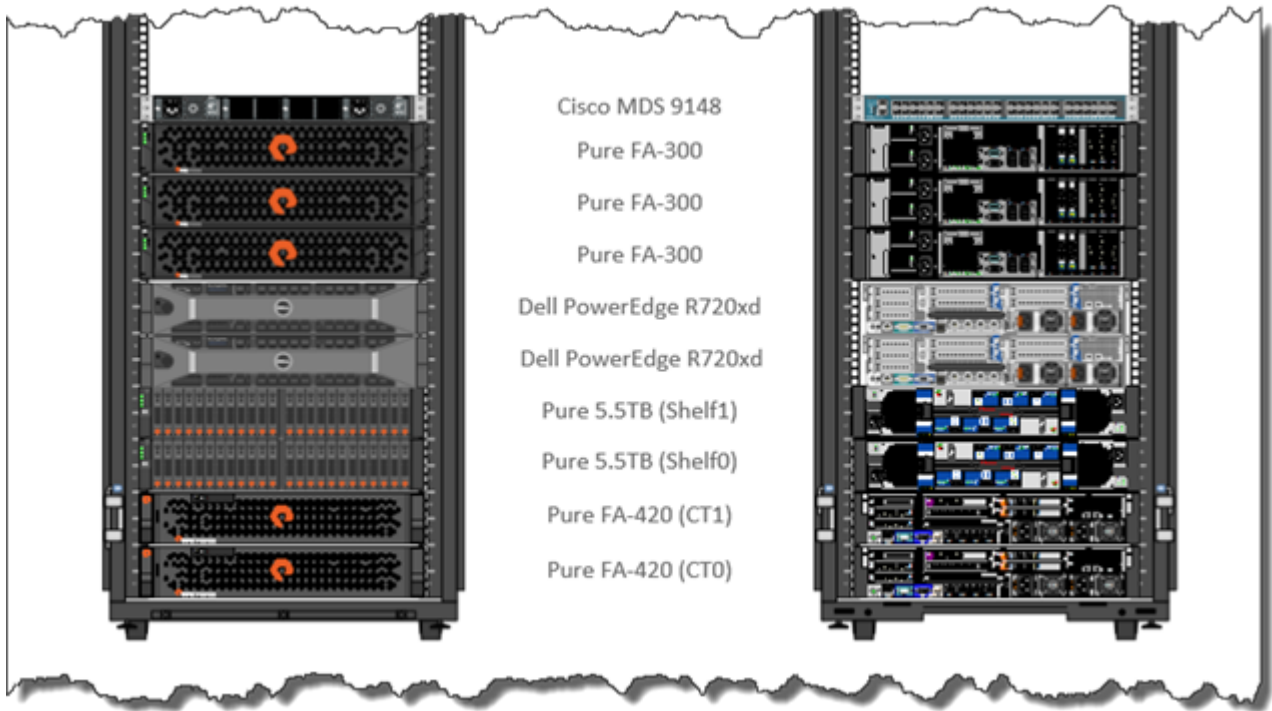 Cisco MDS 9148
Pure FA-300
Pure FA-300
Pure FA-300
Dell PowerEdge R720xd
Dell PowerEdge R720xd
Pure 5.5TB (Shelf1)
Pure 5.5TB (Shelf0)
Pure FA-420 (CT1)
Pure FA-420 (CT0)